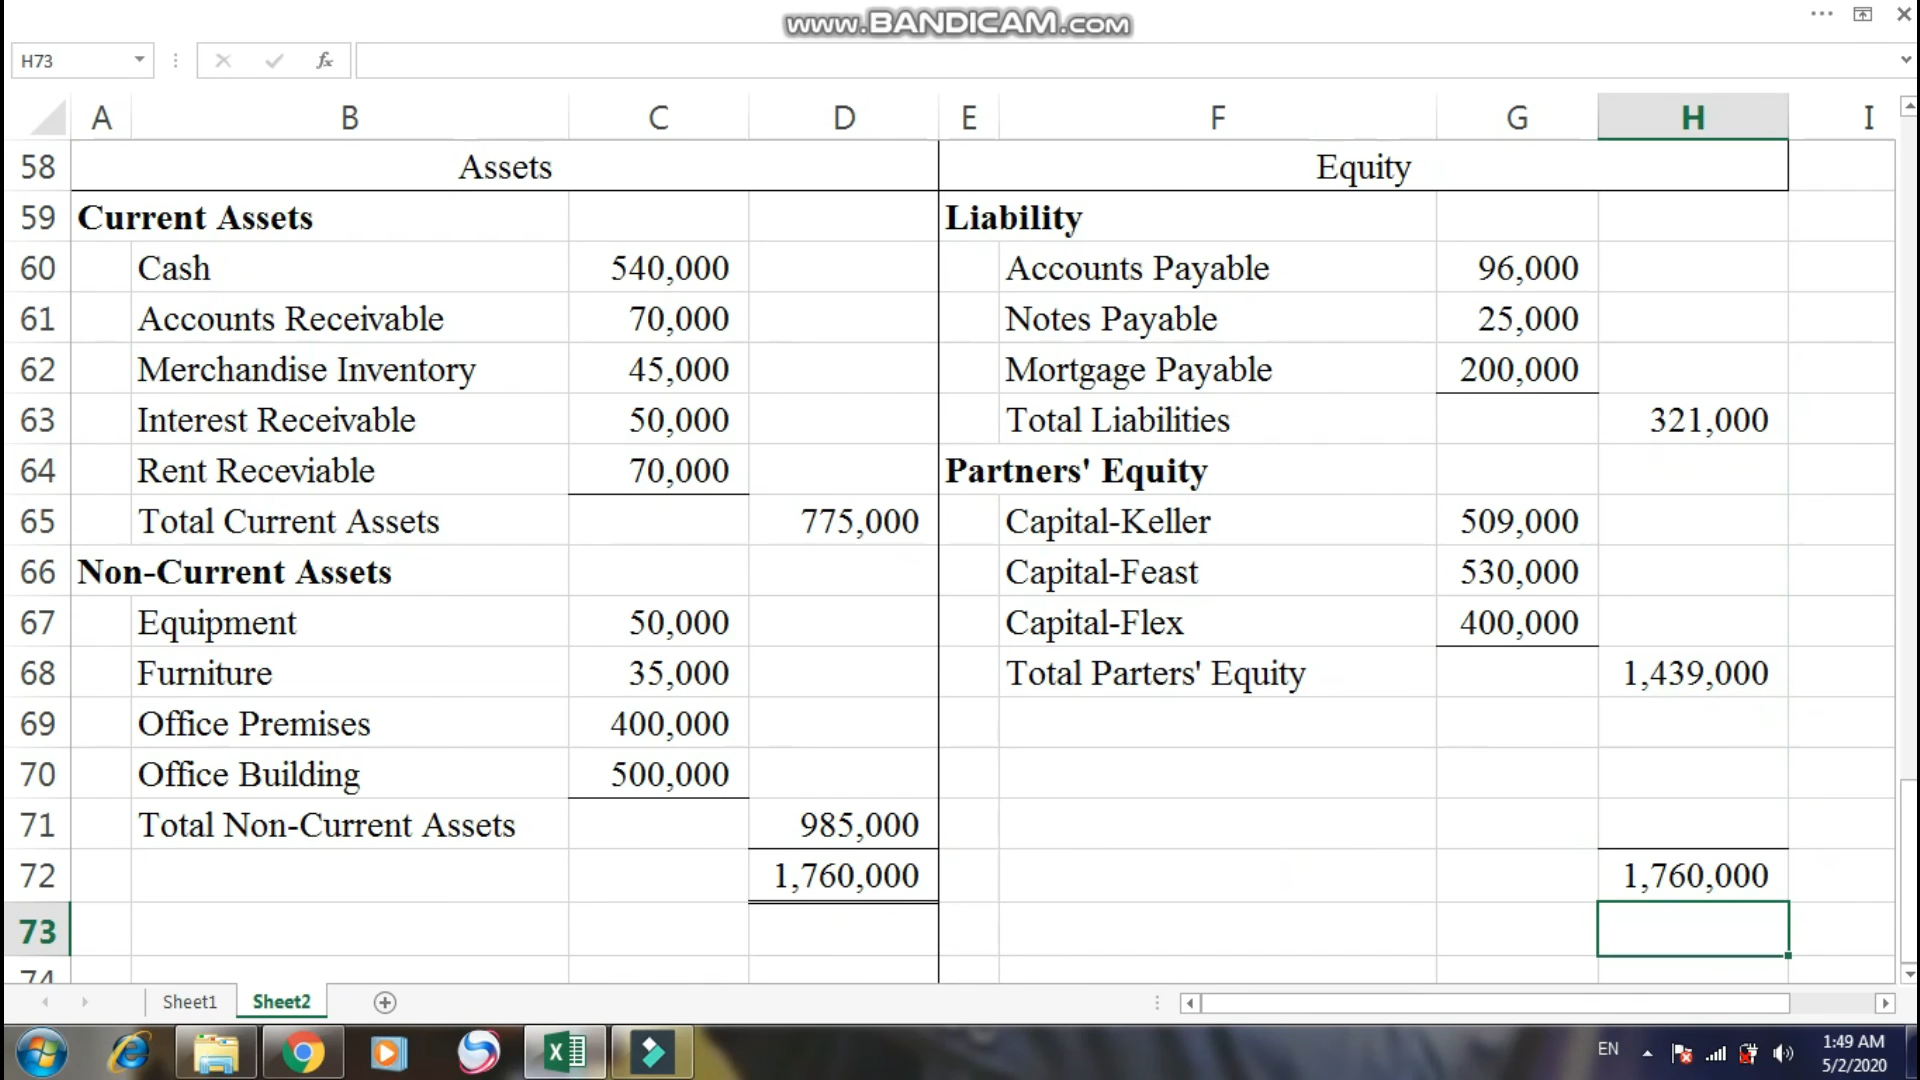 www.BANDICAM.com
H73
fx
A B C D E F G H I
58 Assets Equity
59 Current Assets Liability
60 Cash 540,000 Accounts Payable 96,000
61 Accounts Receivable 70,000 Notes Payable 25,000
62 Merchandise Inventory 45,000 Mortgage Payable 200,000
63 Interest Receivable 50,000 Total Liabilities 321,000
64 Rent Receviable 70,000 Partners' Equity
65 Total Current Assets 775,000 Capital-Keller 509,000
66 Non-Current Assets Capital-Feast 530,000
67 Equipment 50,000 Capital-Flex 400,000
68 Furniture 35,000 Total Parters' Equity 1,439,000
69 Office Premises 400,000
70 Office Building 500,000
71 Total Non-Current Assets 985,000
72 1,760,000 1,760,000
73
74
Sheet1 Sheet2
EN 1:49 AM
5/2/2020